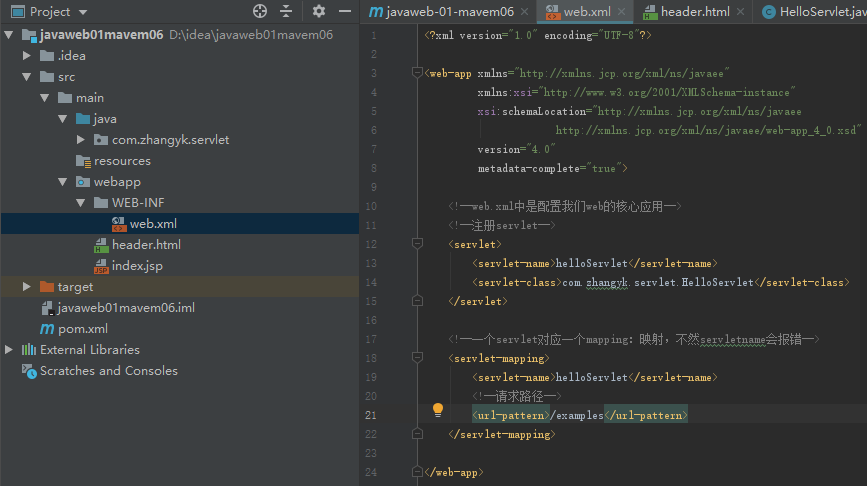 Project
javaweb01mavem06 D:\idea\javaweb01mavem06
.idea
src
main
java
com.zhangyk.servlet
resources
webapp
WEB-INF
web.xml
header.html
index.jsp
target
javaweb01mavem06.iml
pom.xml
External Libraries
Scratches and Consoles
javaweb-01-mavem06
web.xml
header.html
HelloServlet.java
1 <?xml version="1.0" encoding="UTF-8"?>
2
3 <web-app xmlns="http://xmlns.jcp.org/xml/ns/javaee"
4 xmlns:xsi="http://www.w3.org/2001/XMLSchema-instance"
5 xsi:schemaLocation="http://xmlns.jcp.org/xml/ns/javaee
6 http://xmlns.jcp.org/xml/ns/javaee/web-app_4_0.xsd"
7 version="4.0"
8 metadata-complete="true">
9
10 <!--web.xml中是配置我们web的核心应用-->
11 <!--注册servlet-->
12 <servlet>
13 <servlet-name>helloServlet</servlet-name>
14 <servlet-class>com.zhangyk.servlet.HelloServlet</servlet-class>
15 </servlet>
16
17 <!--一个servlet对应一个mapping：映射，不然servletname会报错-->
18 <servlet-mapping>
19 <servlet-name>helloServlet</servlet-name>
20 <!--请求路径-->
21 <url-pattern>/examples</url-pattern>
22 </servlet-mapping>
23
24 </web-app>